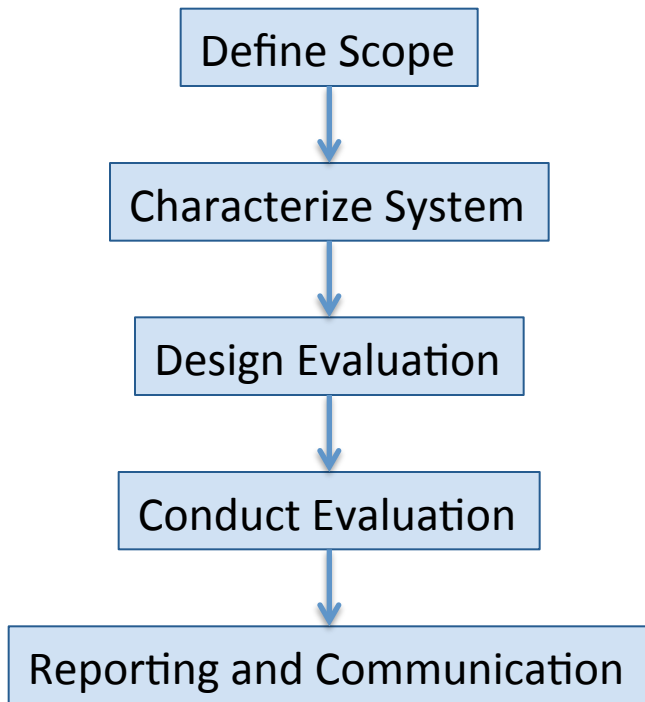 Define Scope
Characterize System
Design Evaluation
Conduct Evaluation
Reporting and Communication